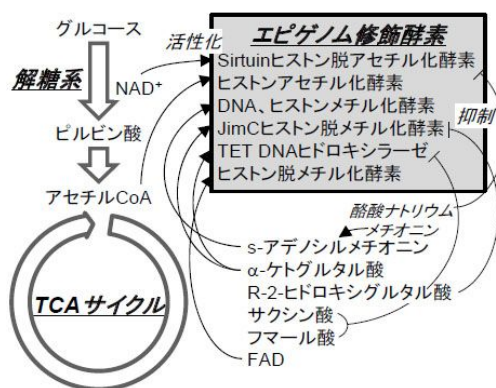 グルコース
解糖系
NAD+
ピルビン酸
アセチルCoA
TCAサイクル
活性化
エピゲノム修飾酵素
Sirtuinヒストン脱アセチル化酵素
ヒストンアセチル化酵素
DNA、ヒストンメチル化酵素
JimCヒストン脱メチル化酵素
TET DNAヒドロキシラーゼ
ヒストン脱メチル化酵素
抑制
酪酸ナトリウム
メチオニン
s-アデノシルメチオニン
α-ケトグルタル酸
R-2-ヒドロキシグルタル酸
サクシン酸
フマール酸
FAD